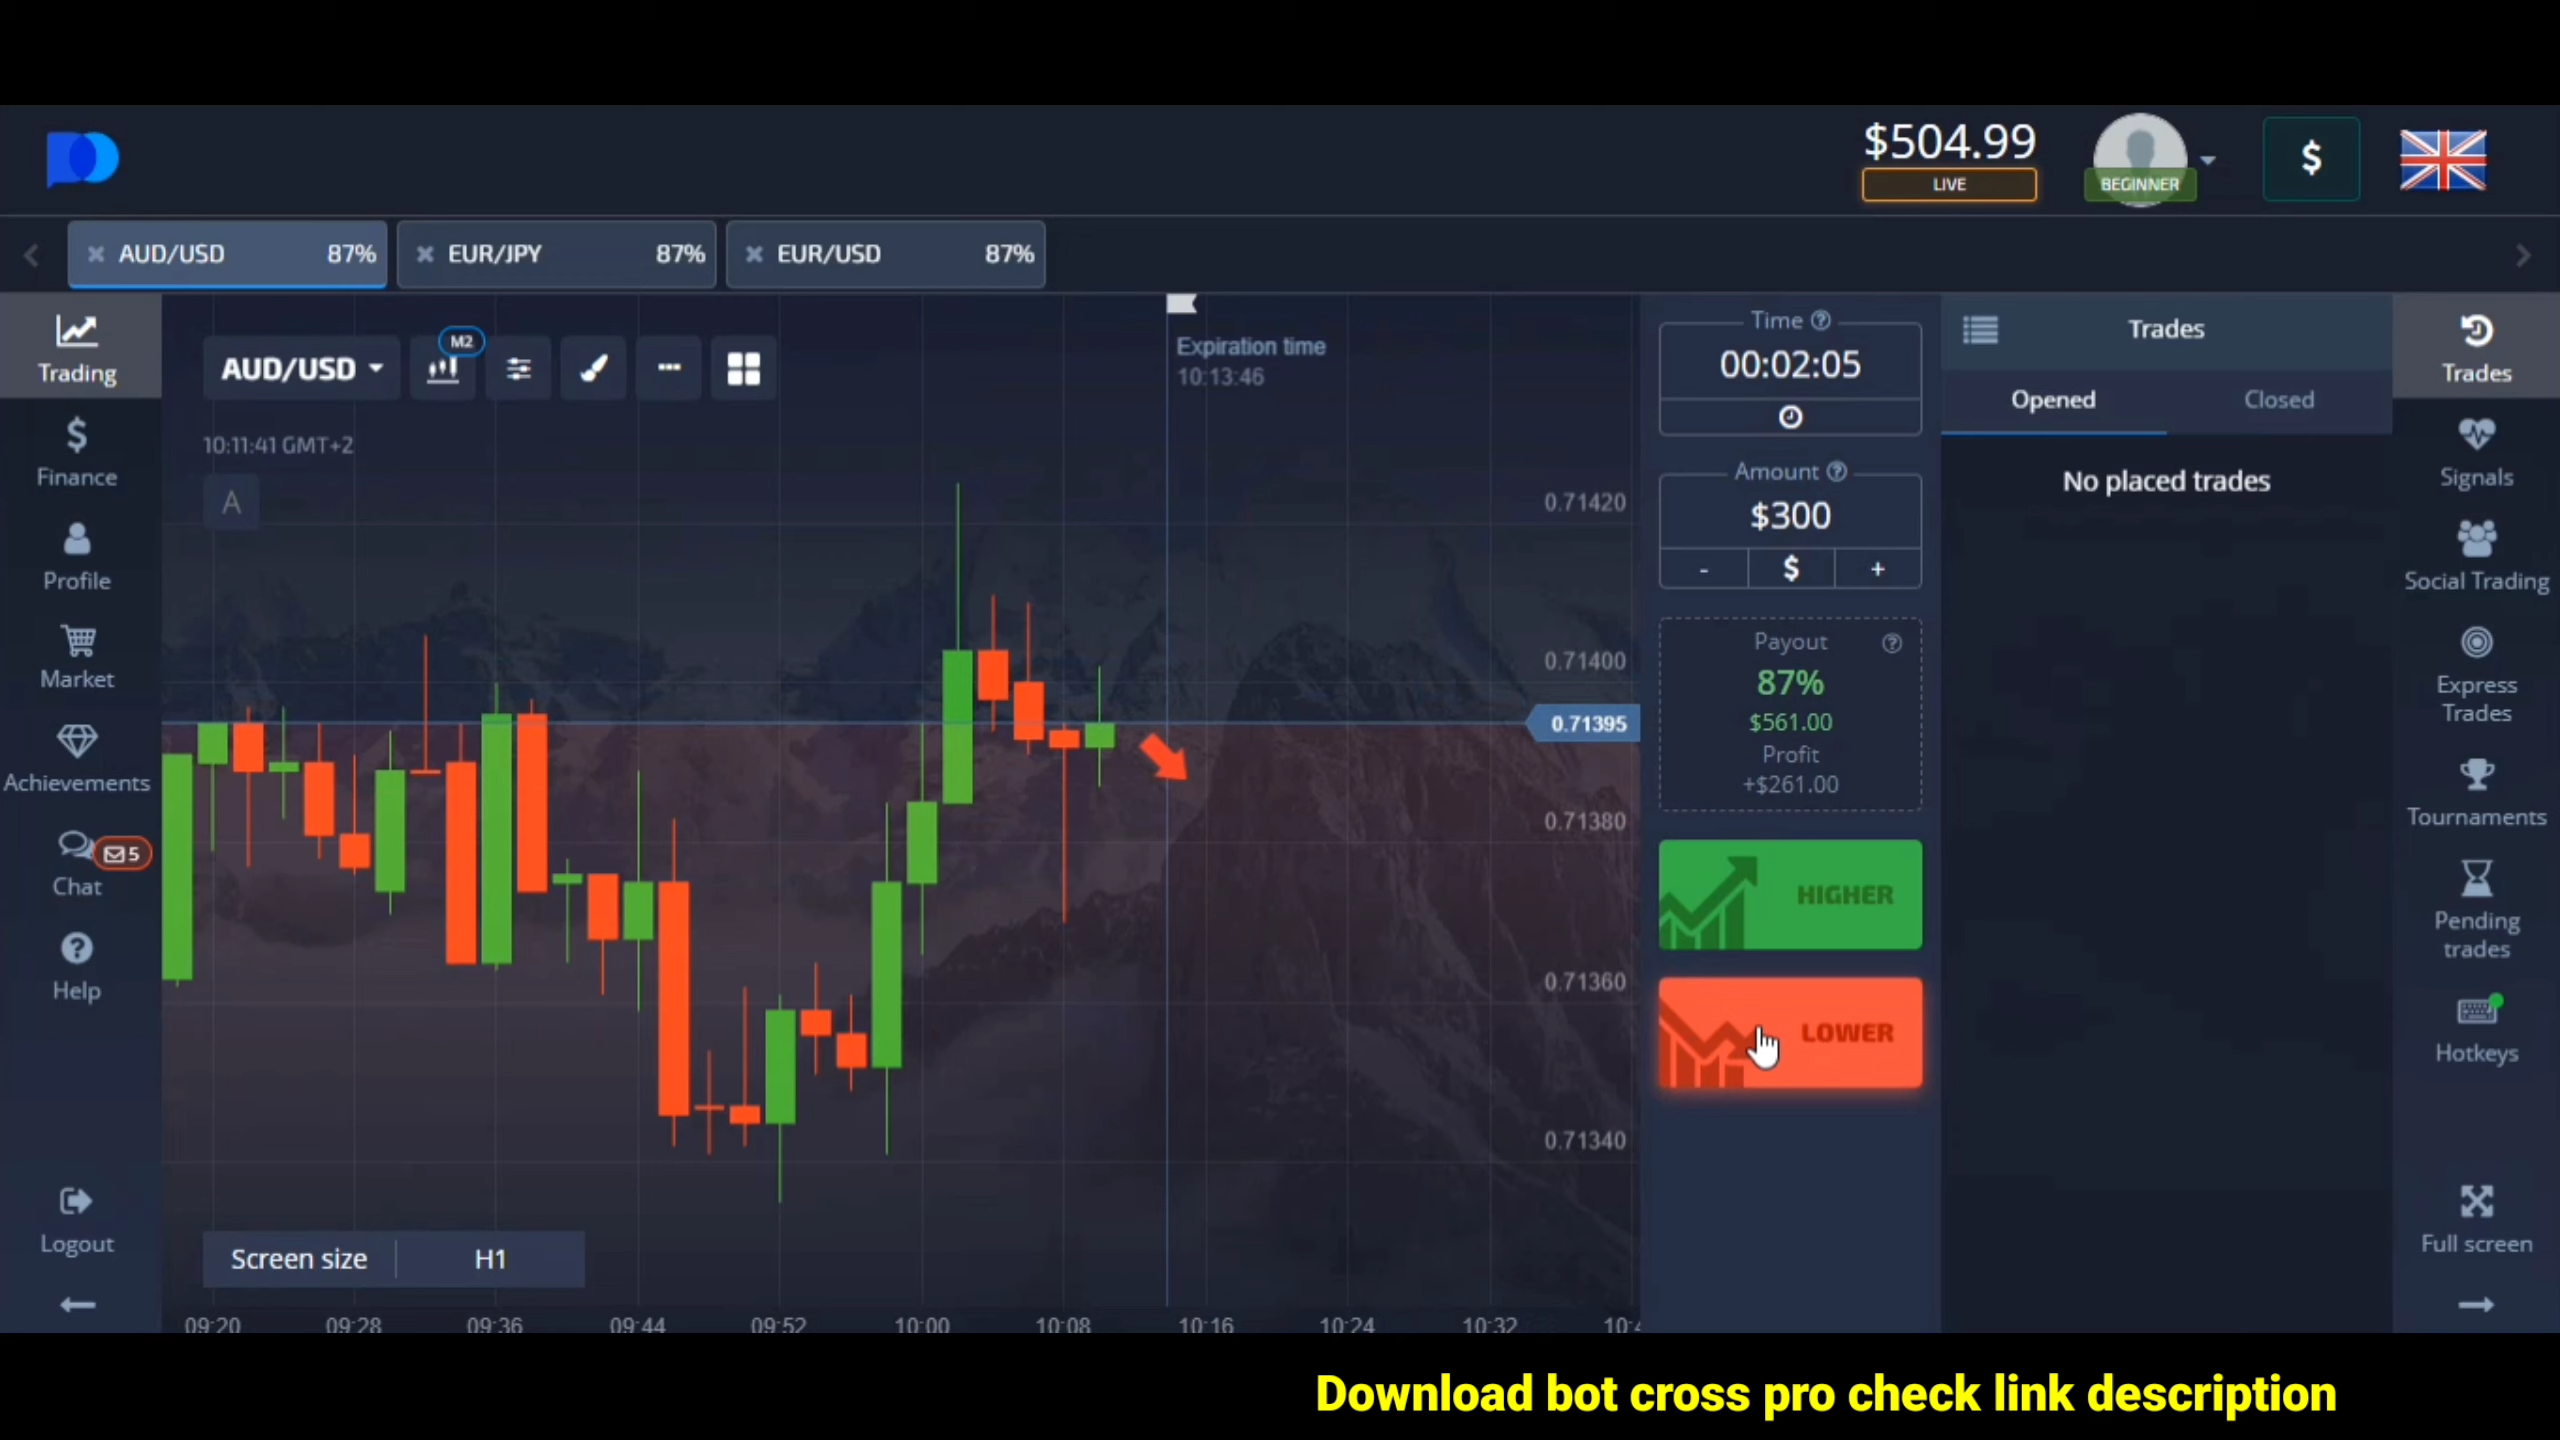 $504.99
LIVE
BEGINNER
$
AUD/USD 87%
EUR/JPY 87%
EUR/USD 87%
Trading
Finance
Profile
Market
Achievements
5
Chat
Help
Logout
AUD/USD
M2
10:11:41 GMT+2
A
Expiration time
10:13:46
0.71420
0.71400
0.71395
0.71380
0.71360
0.71340
Screen size H1
09:20 09:28 09:36 09:44 09:52 10:00 10:08 10:16 10:24 10:32
Time
00:02:05
Amount
$300
- $ +
Payout
87%
$561.00
Profit
+$261.00
HIGHER
LOWER
Trades
Opened Closed
No placed trades
Trades
Signals
Social Trading
Express
Trades
Tournaments
Pending
trades
Hotkeys
Full screen
Download bot cross pro check link description